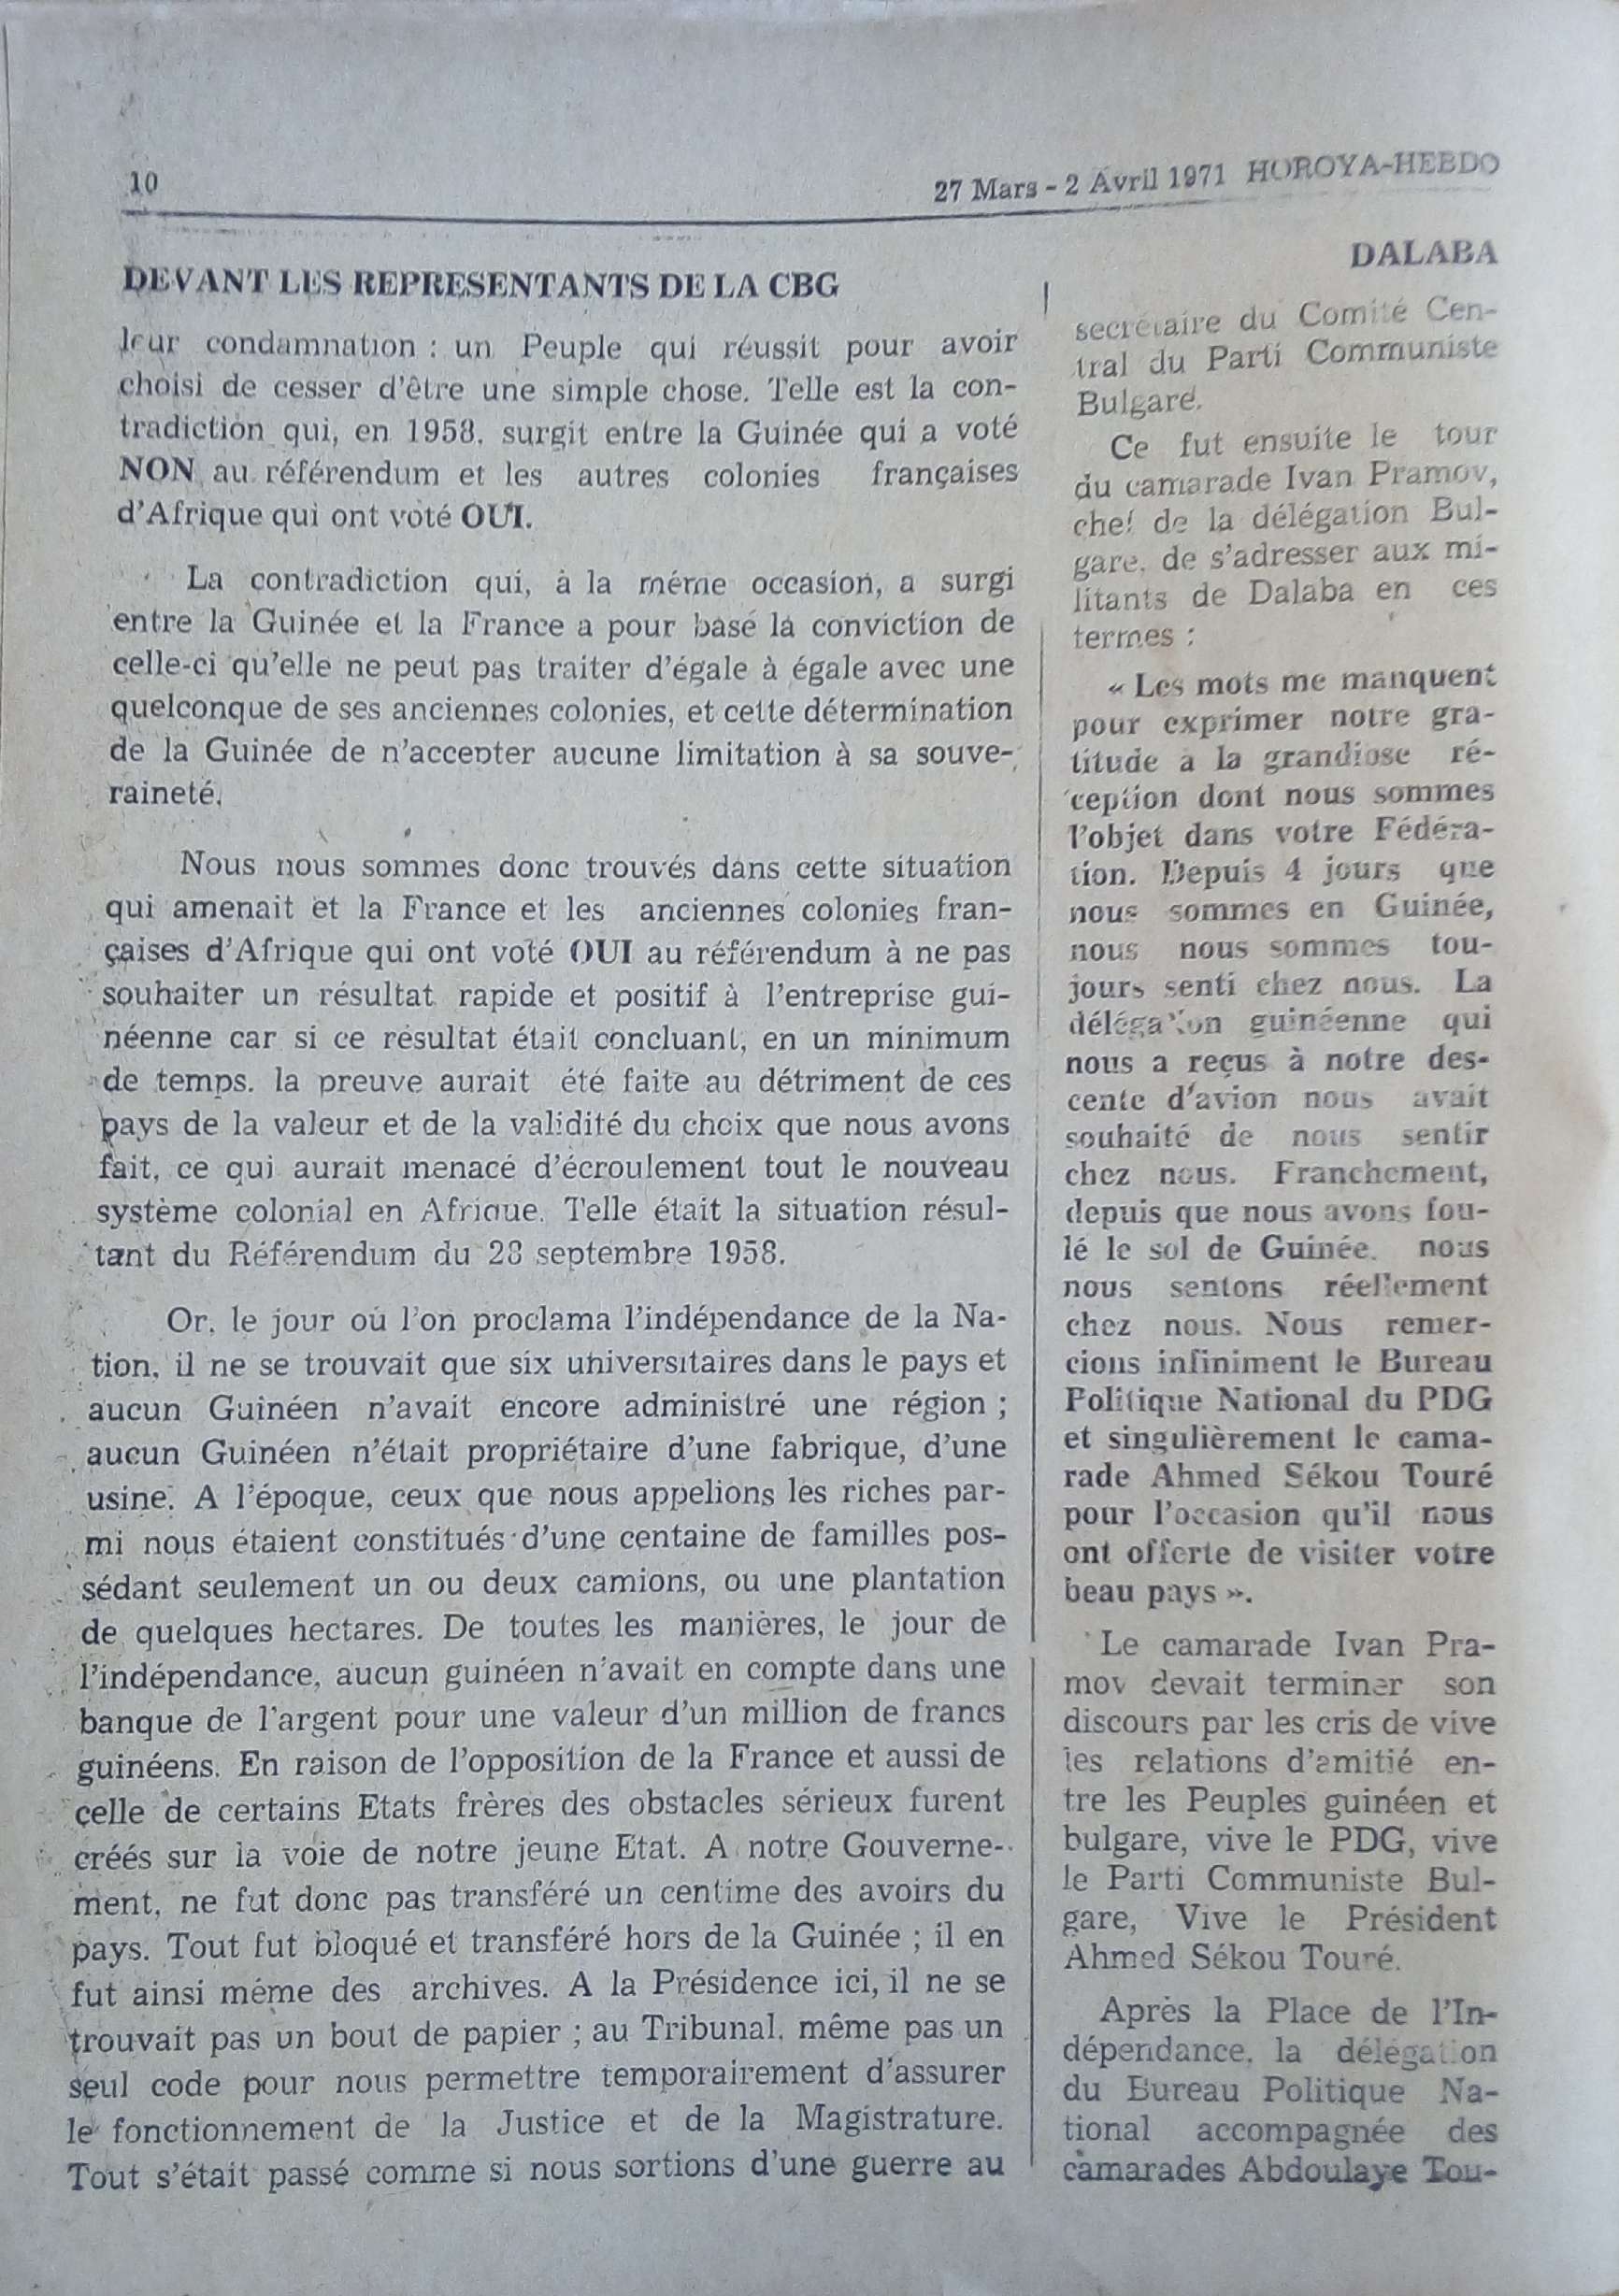 10
27 Mars - 2 Avril 1971 HOROYA-HEBDO
DEVANT LES REPRESENTANTS DE LA CBG
leur condamnation : un Peuple qui réussit pour avoir
choisi de cesser d'être une simple chose. Telle est la con-
tradiction qui, en 1958, surgit entre la Guinée qui a voté
NON au référendum et les autres colonies françaises
d'Afrique qui ont voté OUI.
La contradiction qui, à la même occasion, a surgi
entre la Guinée et la France a pour base la conviction de
celle-ci qu'elle ne peut pas traiter d'égale à égale avec une
quelconque de ses anciennes colonies, et cette détermination
de la Guinée de n'accepter aucune limitation à sa souve-
raineté.
Nous nous sommes donc trouvés dans cette situation
qui amenait et la France et les anciennes colonies fran-
çaises d'Afrique qui ont voté OUI au référendum à ne pas
souhaiter un résultat rapide et positif à l'entreprise gui-
néenne car si ce résultat était concluant, en un minimum
de temps. la preuve aurait été faite au détriment de ces
pays de la valeur et de la validité du choix que nous avons
fait, ce qui aurait menacé d'écroulement tout le nouveau
système colonial en Afrique. Telle était la situation résul-
tant du Référendum du 28 septembre 1958.
Or, le jour où l'on proclama l'indépendance de la Na-
tion, il ne se trouvait que six universitaires dans le pays et
aucun Guinéen n'avait encore administré une région ;
aucun Guinéen n'était propriétaire d'une fabrique, d'une
usine. A l'époque, ceux que nous appelions les riches par-
mi nous étaient constitués d'une centaine de familles pos-
sédant seulement un ou deux camions, ou une plantation
de quelques hectares. De toutes les manières, le jour de
l'indépendance, aucun guinéen n'avait en compte dans une
banque de l'argent pour une valeur d'un million de francs
guinéens. En raison de l'opposition de la France et aussi de
celle de certains Etats frères des obstacles sérieux furent
créés sur la voie de notre jeune Etat. A notre Gouverne-
ment, ne fut donc pas transféré un centime des avoirs du
pays. Tout fut bloqué et transféré hors de la Guinée ; il en
fut ainsi même des archives. A la Présidence ici, il ne se
trouvait pas un bout de papier ; au Tribunal, même pas un
seul code pour nous permettre temporairement d'assurer
le fonctionnement de la Justice et de la Magistrature.
Tout s'était passé comme si nous sortions d'une guerre au
DALABA
secrétaire du Comité Cen-
tral du Parti Communiste
Bulgare.
Ce fut ensuite le tour
du camarade Ivan Pramov,
chef de la délégation Bul-
gare, de s'adresser aux mi-
litants de Dalaba en ces
termes :
« Les mots me manquent
pour exprimer notre gra-
titude à la grandiose ré-
ception dont nous sommes
l'objet dans votre Fédéra-
tion. Depuis 4 jours que
nous sommes en Guinée,
nous nous sommes tou-
jours senti chez nous. La
délégation guinéenne qui
nous a reçus à notre des-
cente d'avion nous avait
souhaité de nous sentir
chez nous. Franchement,
depuis que nous avons fou-
lé le sol de Guinée. nous
nous sentons réellement
chez nous. Nous remer-
cions infiniment le Bureau
Politique National du PDG
et singulièrement le cama-
rade Ahmed Sékou Touré
pour l'occasion qu'il nous
ont offerte de visiter votre
beau pays ».
Le camarade Ivan Pra-
mov devait terminer son
discours par les cris de vive
les relations d'amitié en-
tre les Peuples guinéen et
bulgare, vive le PDG, vive
le Parti Communiste Bul-
gare, Vive le Président
Ahmed Sékou Touré.
Après la Place de l'In-
dépendance, la délégation
du Bureau Politique Na-
tional accompagnée des
camarades Abdoulaye Tou-